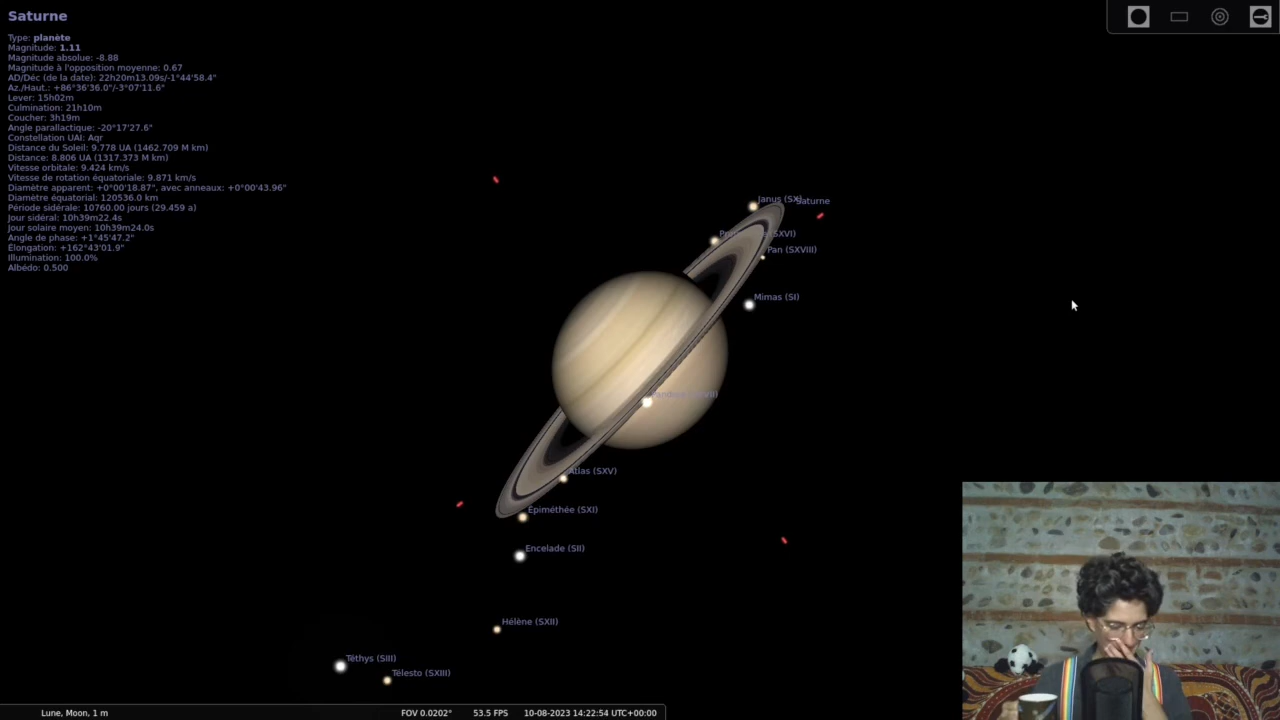 Saturne
Type: planète
Magnitude: 1.11
Magnitude absolue: -8.88
Magnitude à l'opposition moyenne: 0.67
AD/Déc (de la date): 22h20m13.09s/-1°44'58.4"
Az./Haut.: +86°36'36.0"/-3°07'11.6"
Lever: 15h02m
Culmination: 21h10m
Coucher: 3h19m
Angle parallactique: -20°17'27.6"
Constellation UAI: Aqr
Distance du Soleil: 9.778 UA (1462.709 M km)
Distance: 8.806 UA (1317.373 M km)
Vitesse orbitale: 9.424 km/s
Vitesse de rotation équatoriale: 9.871 km/s
Diamètre apparent: +0°00'18.87", avec anneaux: +0°00'43.96"
Diamètre équatorial: 120536.0 km
Période sidérale: 10760.00 jours (29.459 a)
Jour sidéral: 10h39m22.4s
Jour solaire moyen: 10h39m24.0s
Angle de phase: +1°45'47.2"
Élongation: +162°43'01.9"
Illumination: 100.0%
Albédo: 0.500
Janus (SX)
Saturne
(SXVI)
Pan (SXVIII)
Mimas (SI)
Atlas (SXV)
Épiméthée (SXI)
Encelade (SII)
Hélène (SXII)
Téthys (SIII)
Télesto (SXIII)
Lune, Moon, 1 m
FOV 0.0202°
53.5 FPS
10-08-2023 14:22:54 UTC+00:00